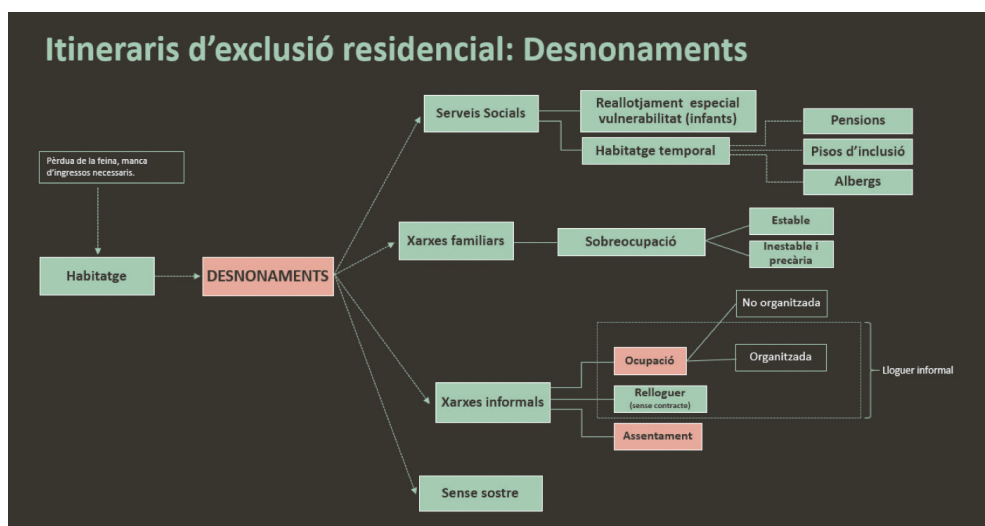 Itineraris d’exclusió residencial: Desnonaments
Pèrdua de la feina, manca
d’ingressos necessaris.
Habitatge
DESNONAMENTS
Serveis Socials
Reallotjament especial
vulnerabilitat (infants)
Habitatge temporal
Pensions
Pisos d’inclusió
Albergs
Xarxes familiars
Sobreocupació
Estable
Inestable i
precària
Xarxes informals
Ocupació
No organitzada
Organitzada
Relloguer
(sense contracte)
Assentament
Lloguer informal
Sense sostre